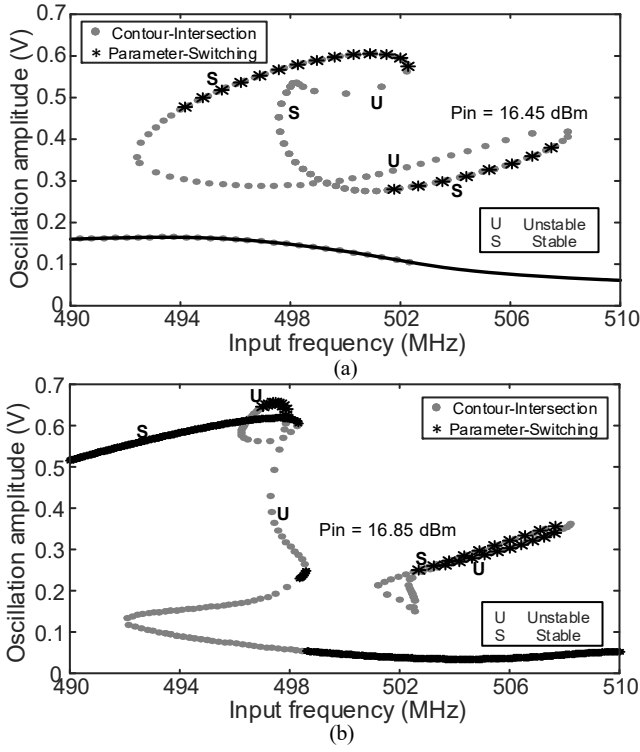 (a)
0.7
0.6
0.5
0.4
0.3
0.2
0.1
0
Oscillation amplitude (V)
Contour-Intersection
Parameter-Switching
S
S
U
Pin = 16.45 dBm
U
S
U Unstable
S Stable
490 494 498 502 506 510
Input frequency (MHz)
(a)
0.7
0.6
0.5
0.4
0.3
0.2
0.1
0
Oscillation amplitude (V)
U
S
Contour-Intersection
Parameter-Switching
U
Pin = 16.85 dBm
S
U
U Unstable
S Stable
490 494 498 502 506 510
Input frequency (MHz)
(b)